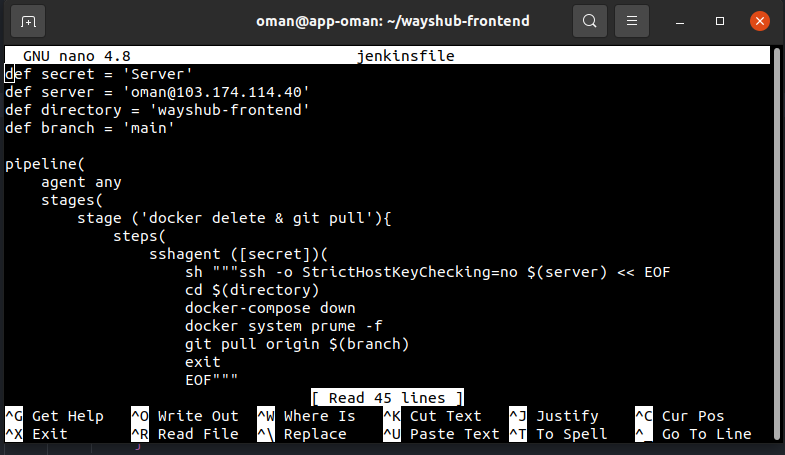 oman@app-oman: ~/wayshub-frontend
GNU nano 4.8 jenkinsfile
def secret = 'Server'
def server = 'oman@103.174.114.40'
def directory = 'wayshub-frontend'
def branch = 'main'
pipeline(
agent any
stages(
stage ('docker delete & git pull'){
steps(
sshagent ([secret])(
sh """ssh -o StrictHostKeyChecking=no $(server) << EOF
cd $(directory)
docker-compose down
docker system prume -f
git pull origin $(branch)
exit
EOF"""
[ Read 45 lines ]
^G Get Help ^O Write Out ^W Where Is ^K Cut Text ^J Justify ^C Cur Pos
^X Exit ^R Read File ^\ Replace ^U Paste Text ^T To Spell ^_ Go To Line